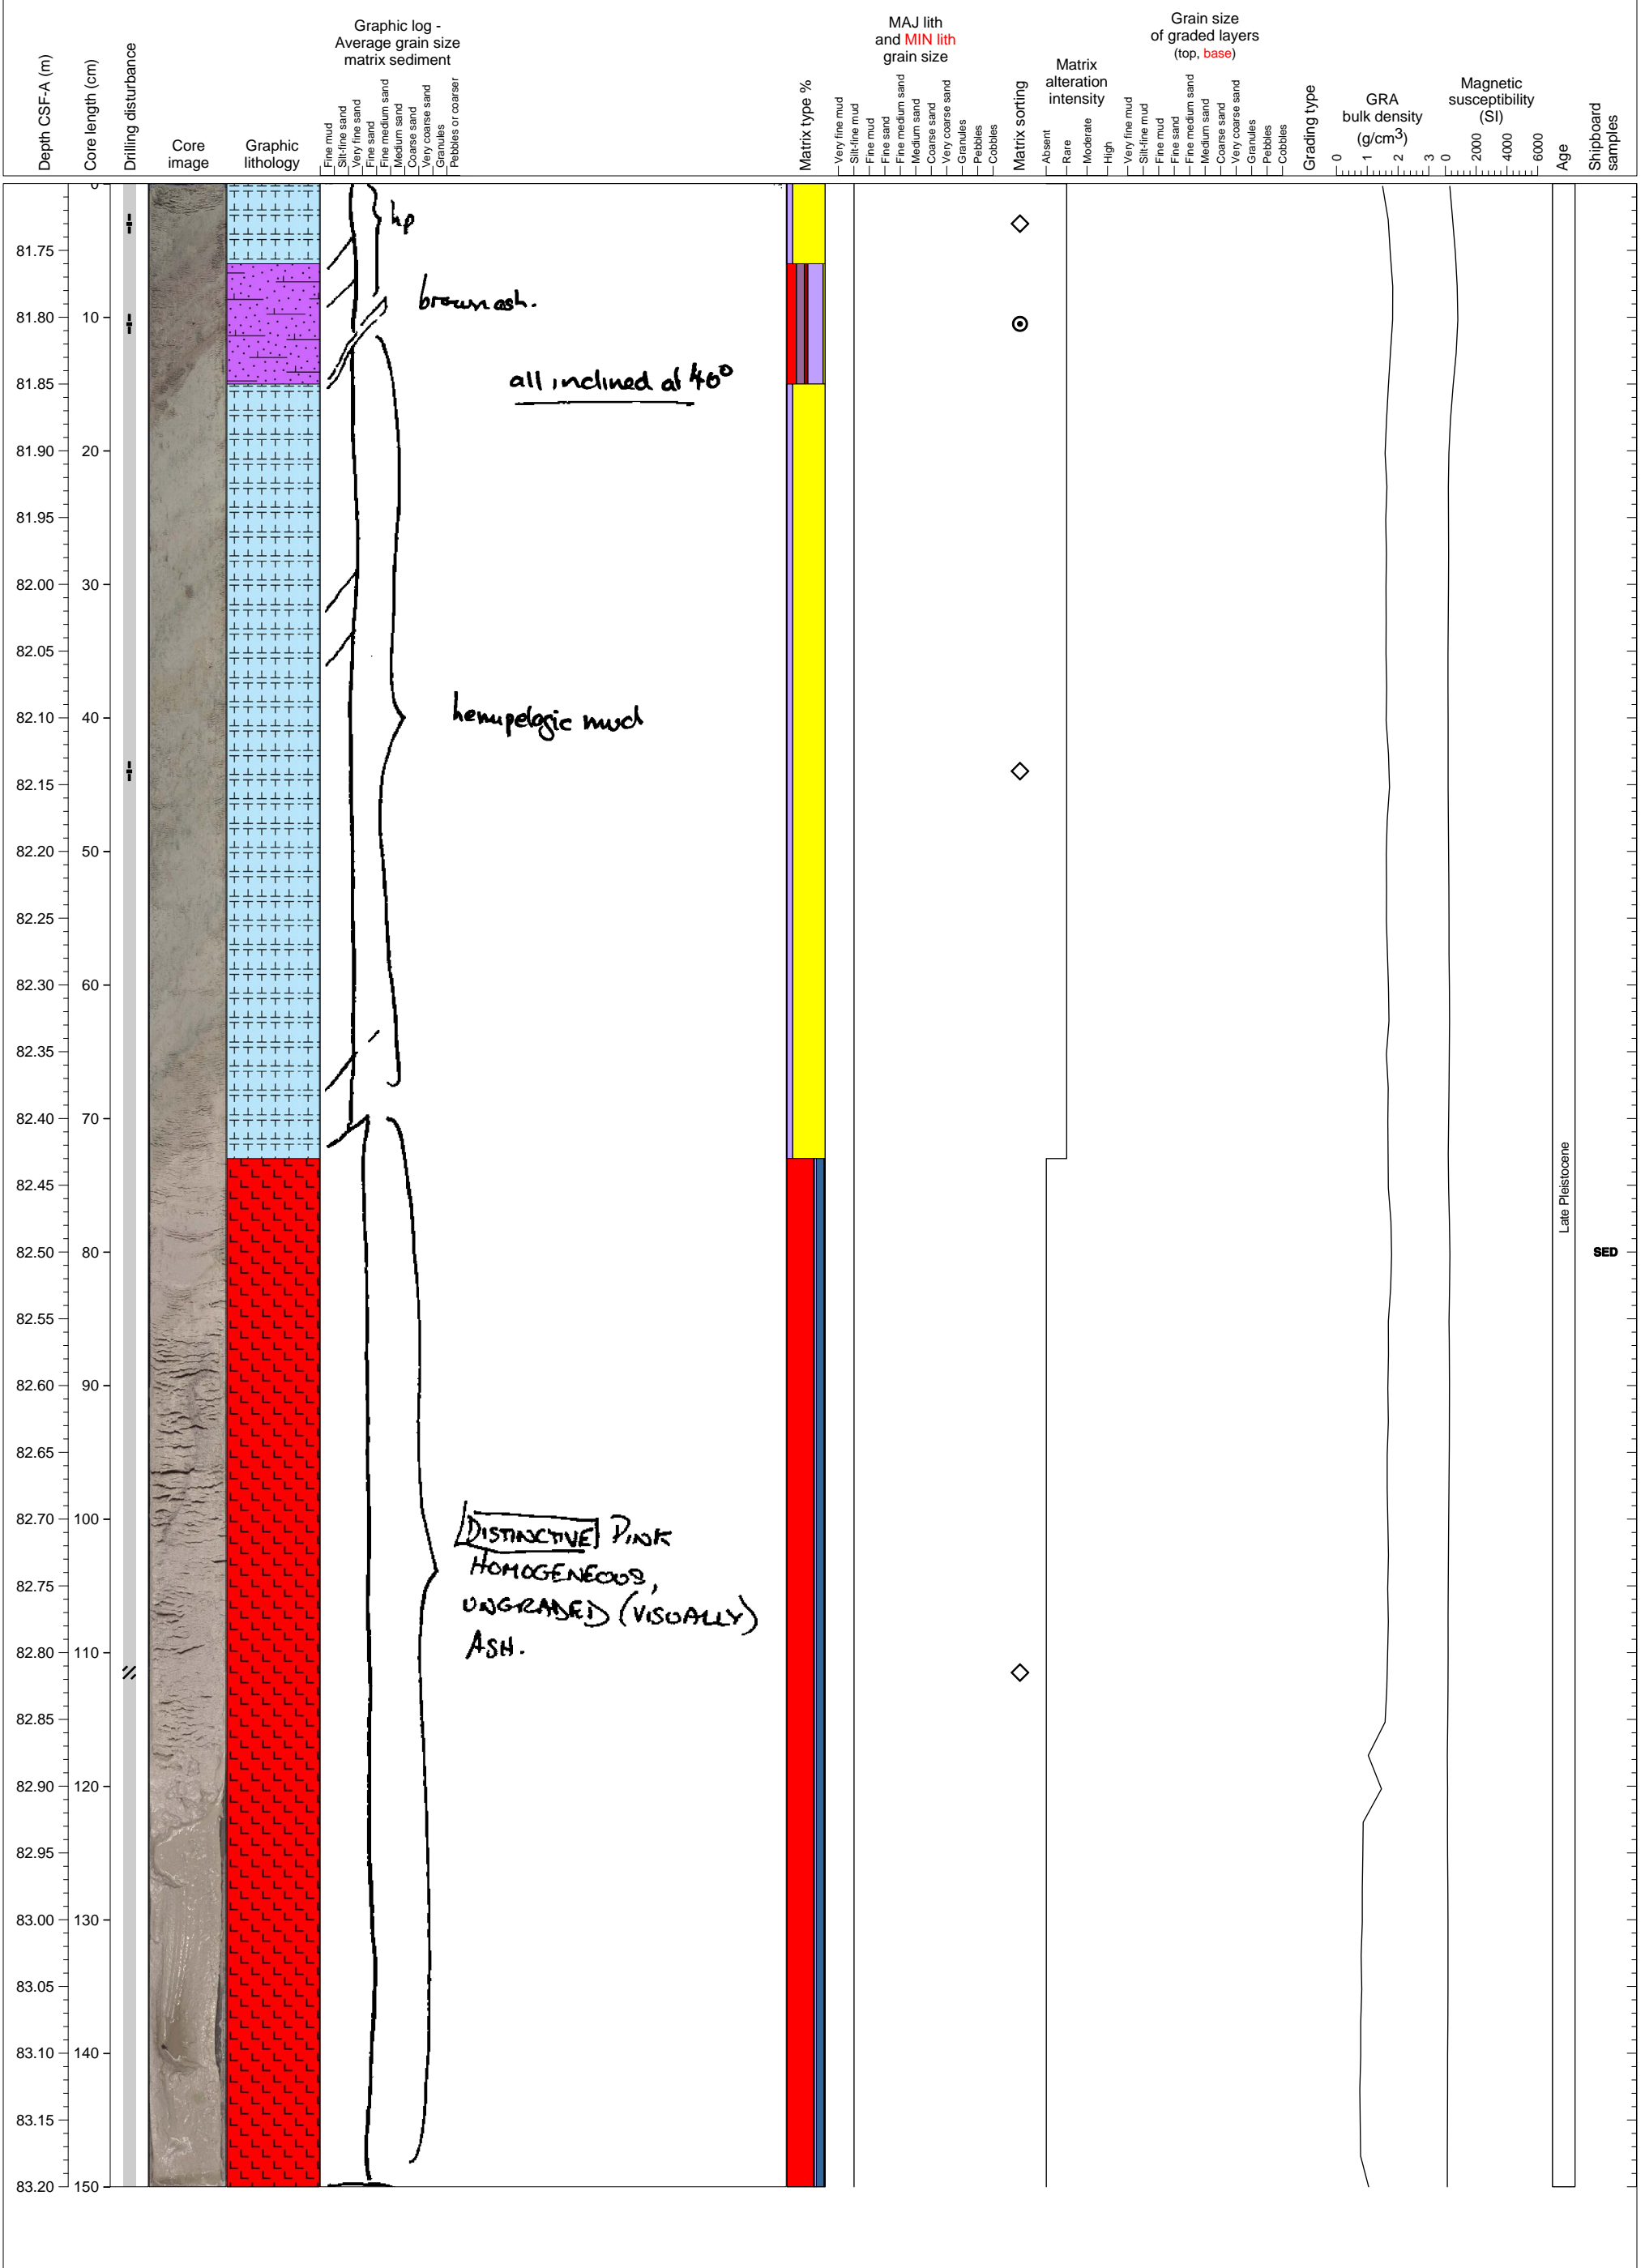 Depth CSF-A (m)
Core length (cm)
Drilling disturbance
Core
image
Graphic
lithology
Graphic log -
Average grain size
matrix sediment
Fine mud
Silt-fine sand
Very fine sand
Fine sand
Fine medium sand
Medium sand
Coarse sand
Very coarse sand
Granules
Pebbles or coarser
Matrix type %
MAJ lith
and MIN lith
grain size
Very fine mud
Silt-fine mud
Fine mud
Fine sand
Fine medium sand
Medium sand
Coarse sand
Very coarse sand
Granules
Pebbles
Cobbles
Matrix sorting
Matrix
alteration
intensity
Absent
Rare
Moderate
High
Grain size
of graded layers
(top, base)
Very fine mud
Silt-fine mud
Fine mud
Fine sand
Fine medium sand
Medium sand
Coarse sand
Very coarse sand
Granules
Pebbles
Cobbles
Grading type
GRA
bulk density
(g/cm3)
0
1
2
3
Magnetic
susceptibility
(SI)
0
2000
4000
6000
Age
Shipboard
samples
0
81.75
81.80
10
81.85
81.90
20
81.95
82.00
30
82.05
82.10
40
82.15
82.20
50
82.25
82.30
60
82.35
82.40
70
82.45
82.50
80
82.55
82.60
90
82.65
82.70
100
82.75
82.80
110
82.85
82.90
120
82.95
83.00
130
83.05
83.10
140
83.15
83.20
150
hp
brown ash.
all inclined at 40°
hemipelagic mud
DISTINCTIVE PINK
HOMOGENEOUS,
UNGRADED (VISUALLY)
ASH.
Late Pleistocene
SED